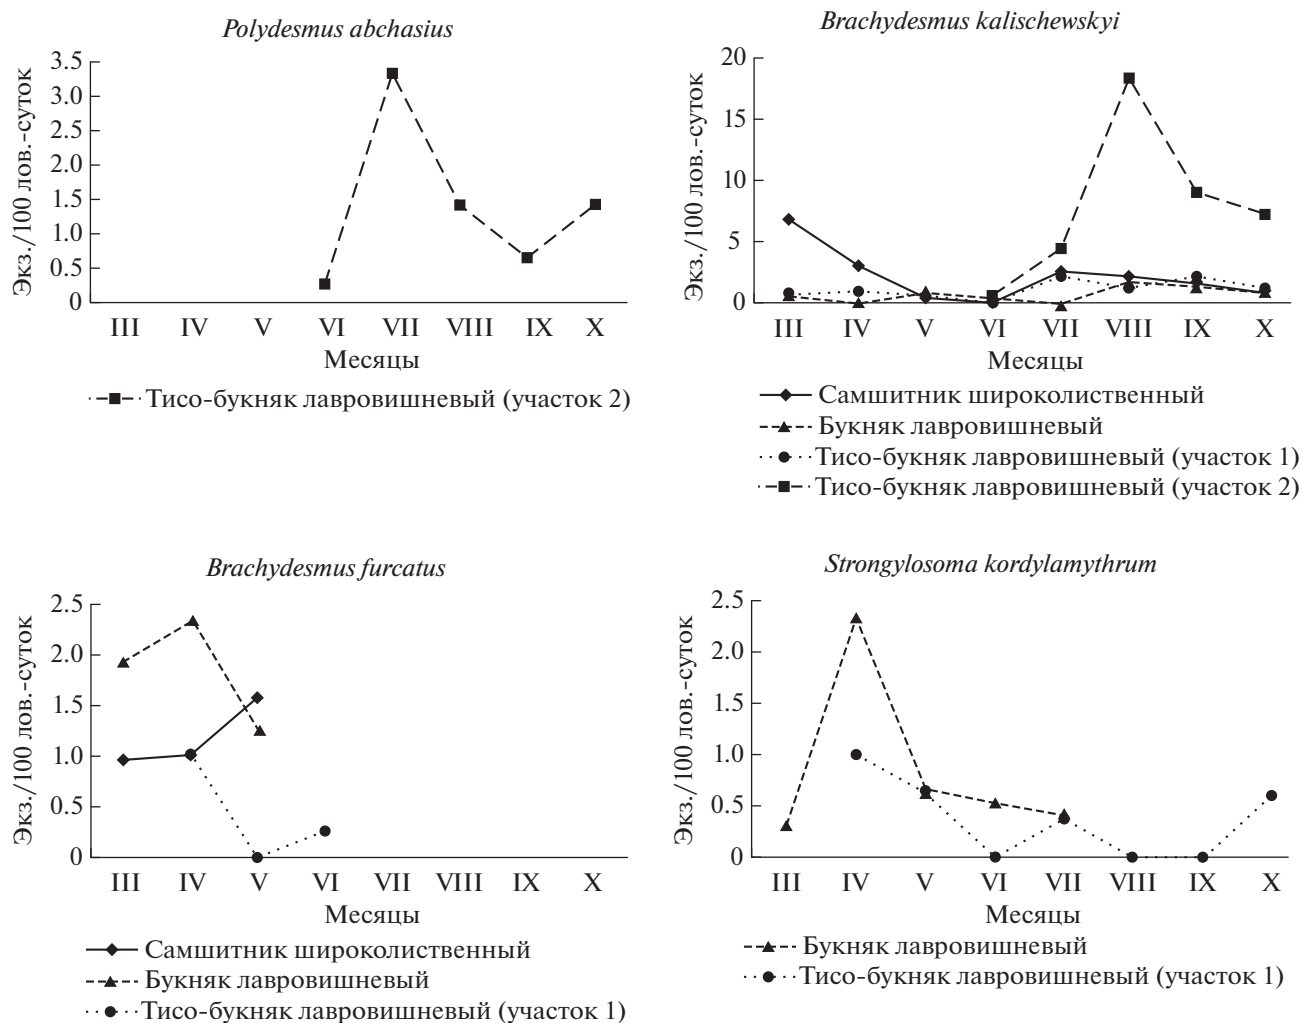 Polydesmus abchasius
Экз./100 лов.-суток
3.5
3.0
2.5
2.0
1.5
1.0
0.5
0
III IV V VI VII VIII IX X
Месяцы
Тисо-букняк лавровишневый (участок 2)
Brachydesmus kalischewskyi
Экз./100 лов.-суток
20
15
10
5
0
III IV V VI VII VIII IX X
Месяцы
Самшитник широколиственный
Букняк лавровишневый
Тисо-букняк лавровишневый (участок 1)
Тисо-букняк лавровишневый (участок 2)
Brachydesmus furcatus
Экз./100 лов.-суток
2.5
2.0
1.5
1.0
0.5
0
III IV V VI VII VIII IX X
Месяцы
Самшитник широколиственный
Букняк лавровишневый
Тисо-букняк лавровишневый (участок 1)
Strongylosoma kordylamythrum
Экз./100 лов.-суток
2.5
2.0
1.5
1.0
0.5
0
III IV V VI VII VIII IX X
Месяцы
Букняк лавровишневый
Тисо-букняк лавровишневый (участок 1)